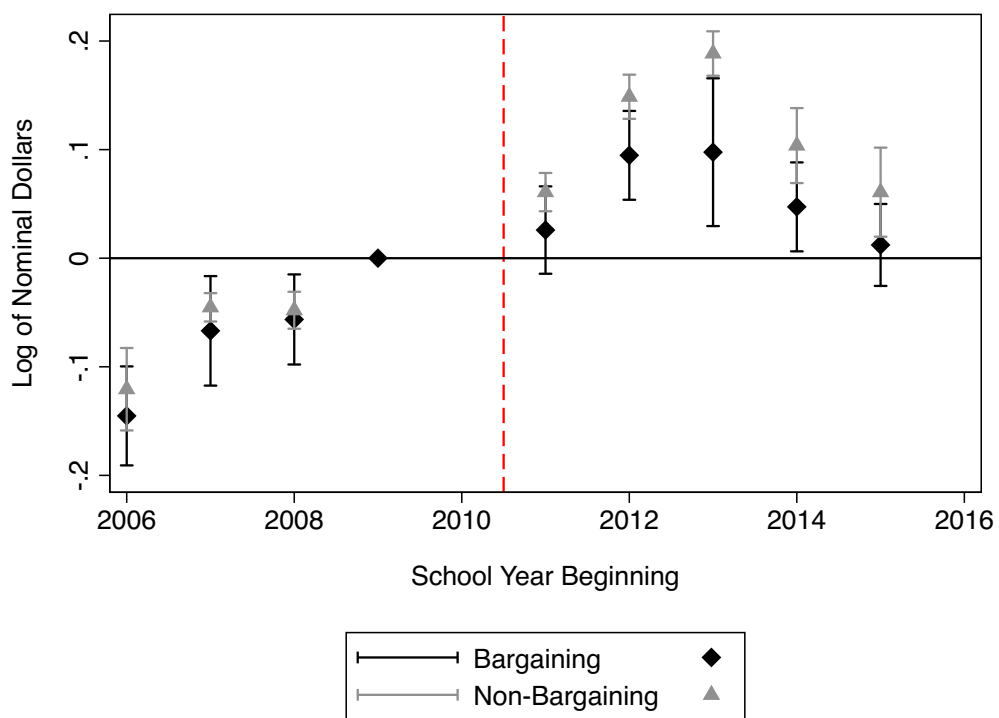 .2
.1
0
-.1
-.2
Log of Nominal Dollars
2006 2008 2010 2012 2014 2016
School Year Beginning
Bargaining
Non-Bargaining